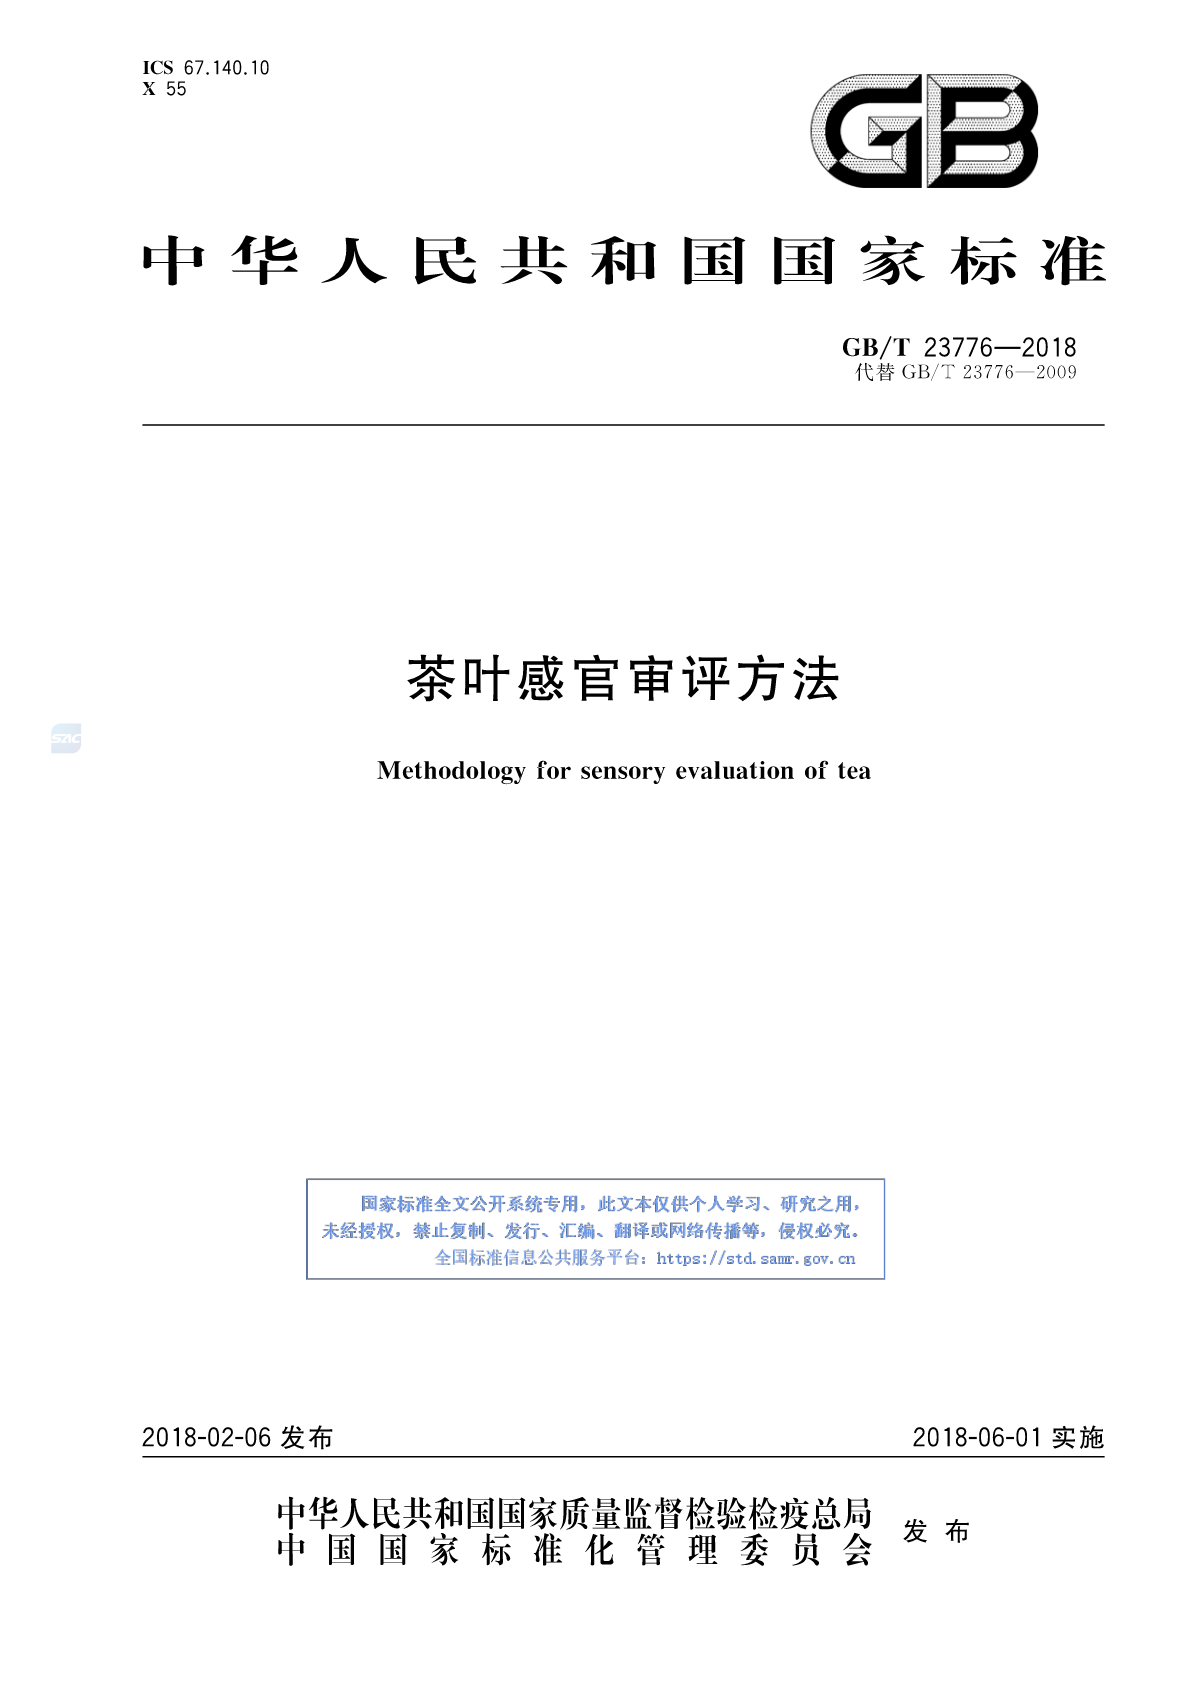 ICS 67.140.10
X 55
GB
中华人民共和国国家标准
GB/T 23776—2018
代替 GB/T 23776—2009
茶叶感官审评方法
SAC
Methodology for sensory evaluation of tea
国家标准全文公开系统专用，此文本仅供个人学习、研究之用，
未经授权，禁止复制、发行、汇编、翻译或网络传播等，侵权必究。
全国标准信息公共服务平台：https://std.samr.gov.cn
2018-02-06 发布
2018-06-01 实施
中华人民共和国国家质量监督检验检疫总局
中国国家标准化管理委员会
发布